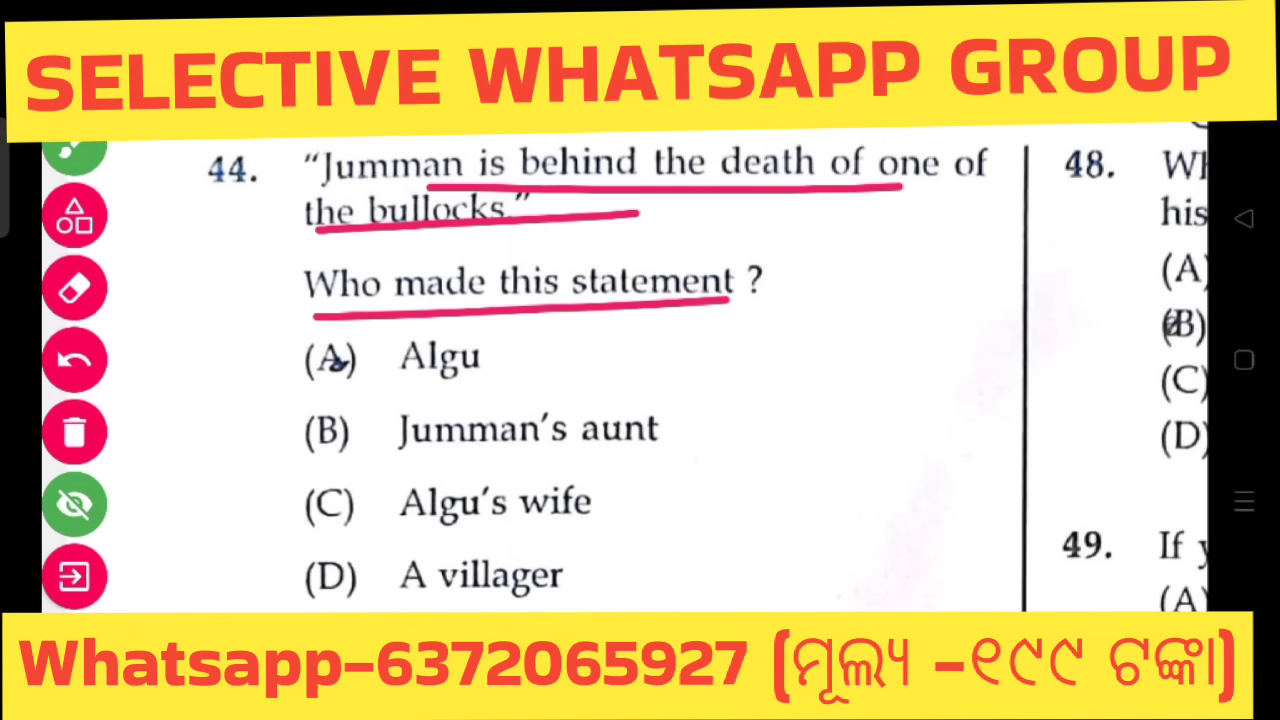 SELECTIVE WHATSAPP GROUP
44. “Jumman is behind the death of one of
the bullocks.”
Who made this statement ?
(A) Algu
(B) Jumman’s aunt
(C) Algu’s wife
(D) A villager
48.
his
(A)
(B)
(C)
(D)
49. If
(A)
Whatsapp-6372065927 (ମୂଲ୍ୟ -୧୯୯ ଟଙ୍କା)